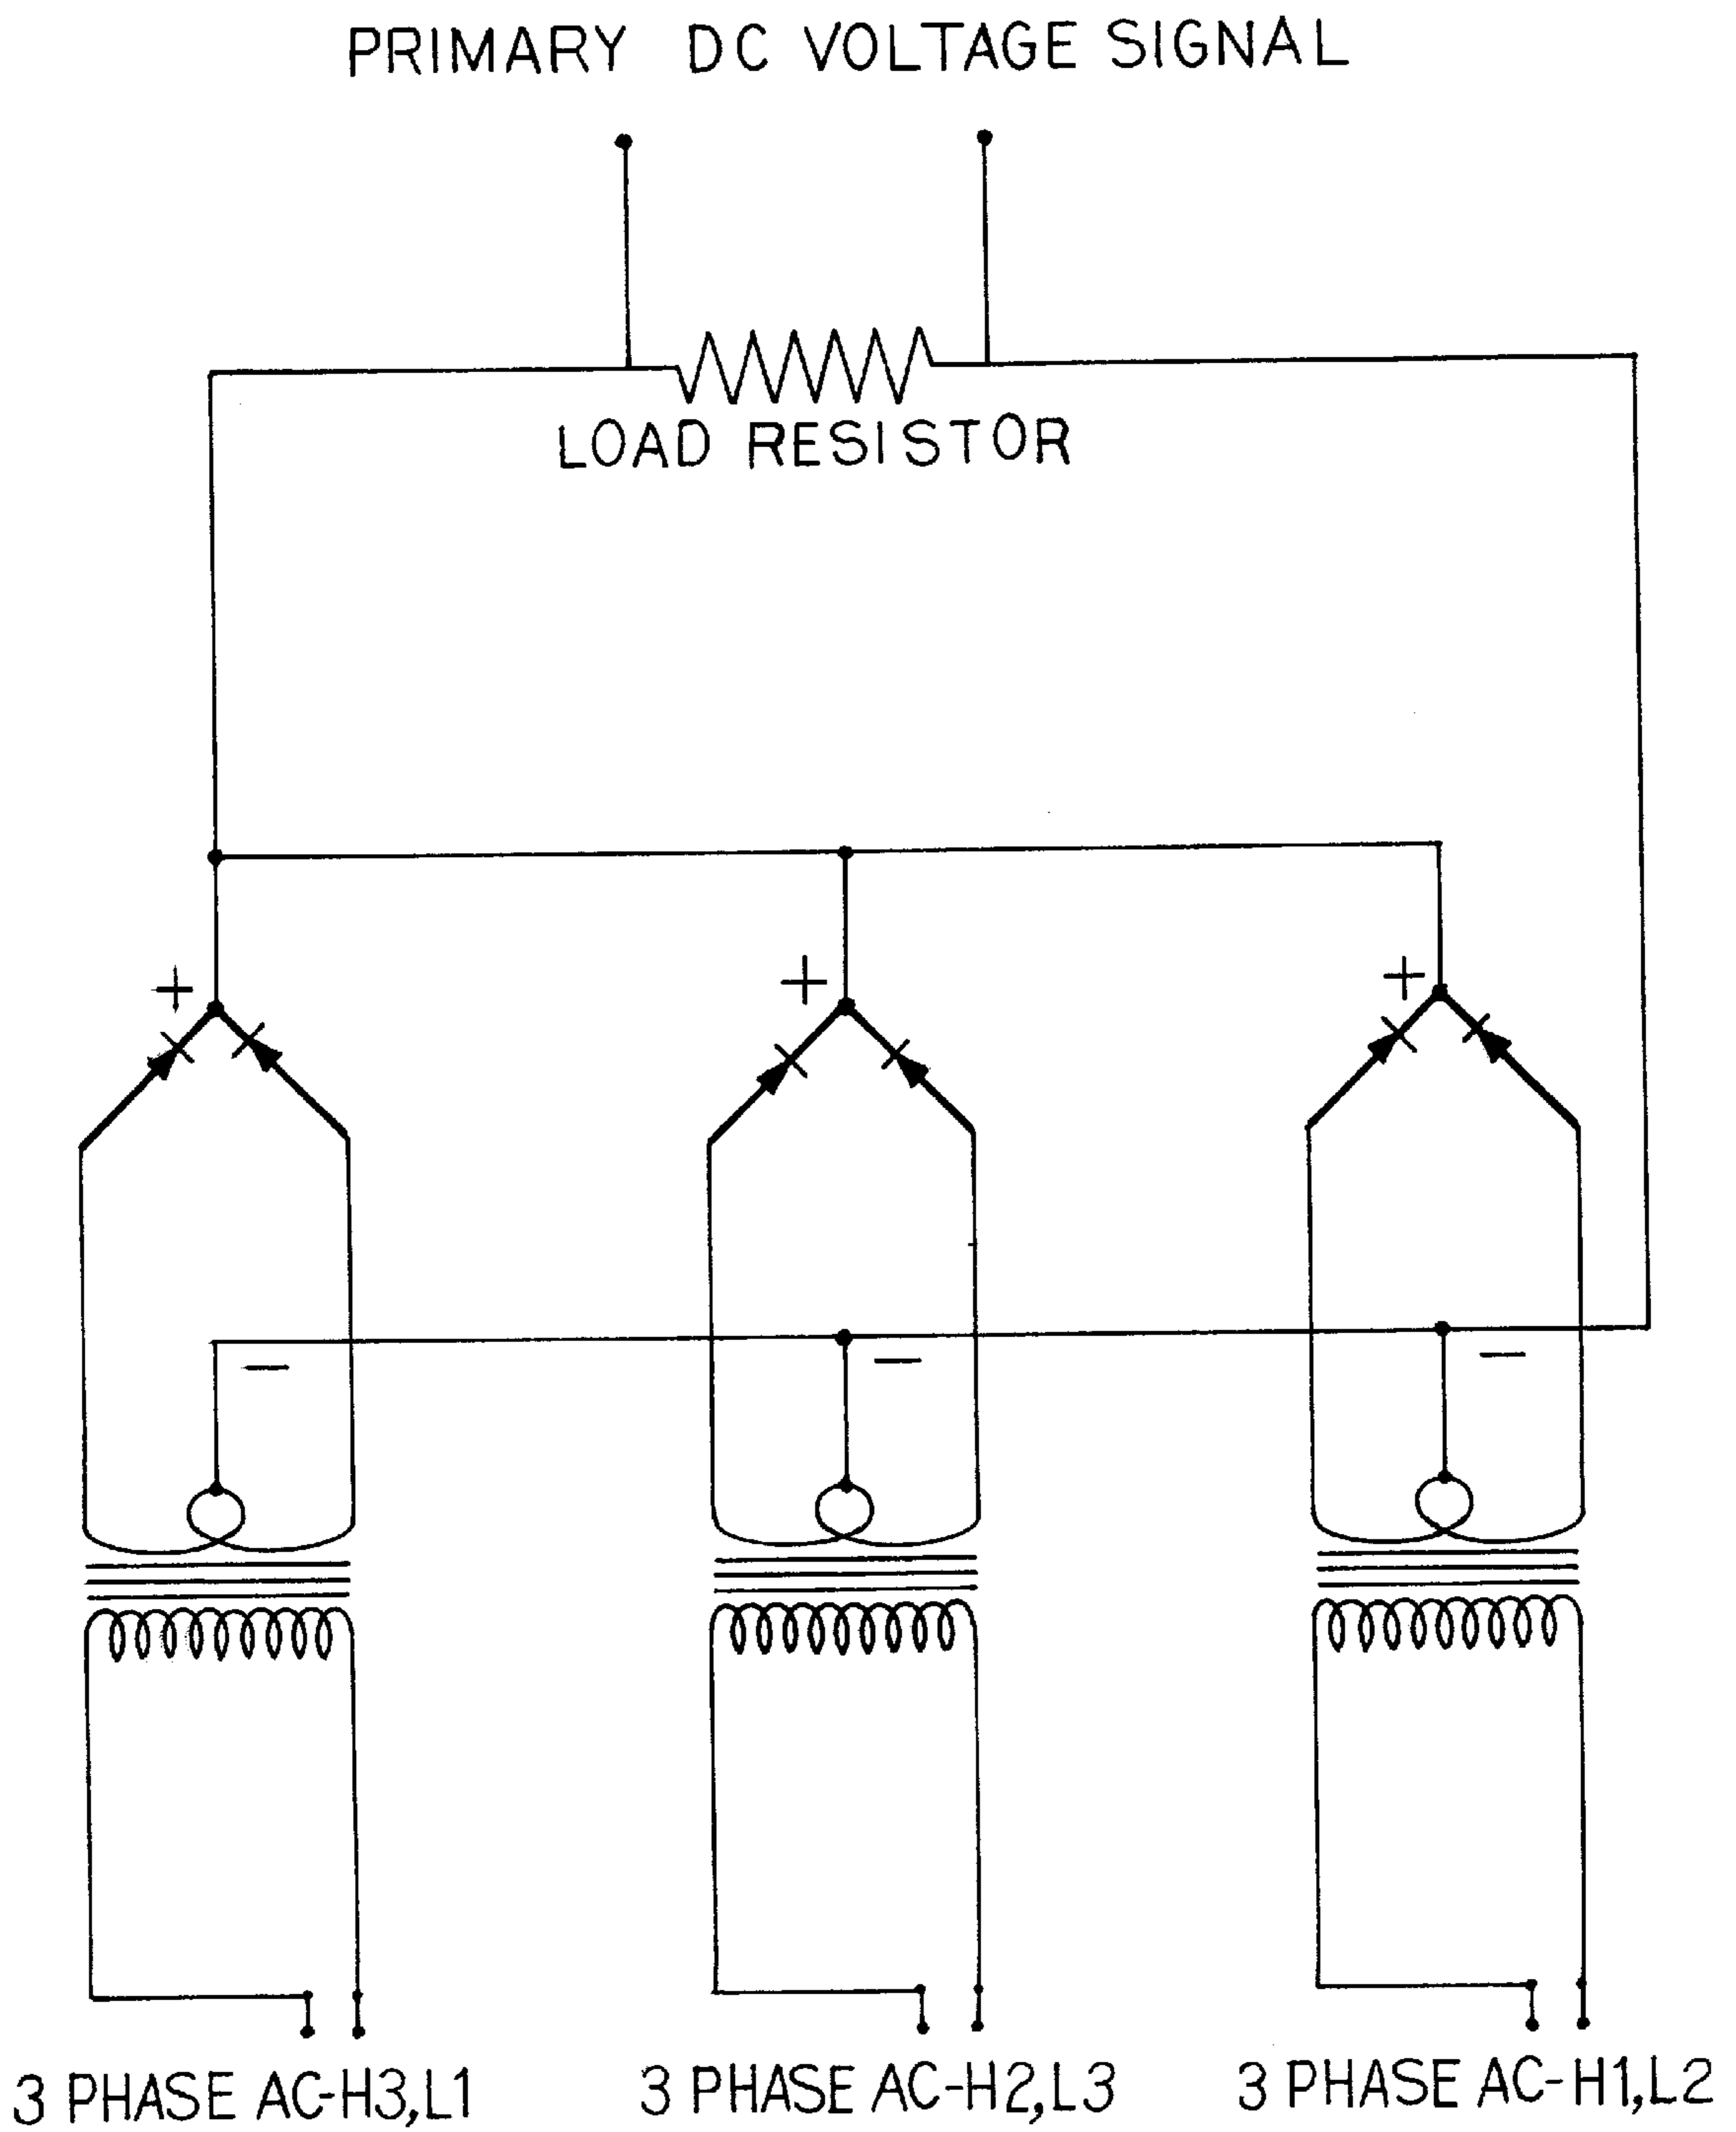 PRIMARY DC VOLTAGE SIGNAL
LOAD RESISTOR
+ + +
− − −
3 PHASE AC-H3,L1 3 PHASE AC-H2,L3 3 PHASE AC-H1,L2